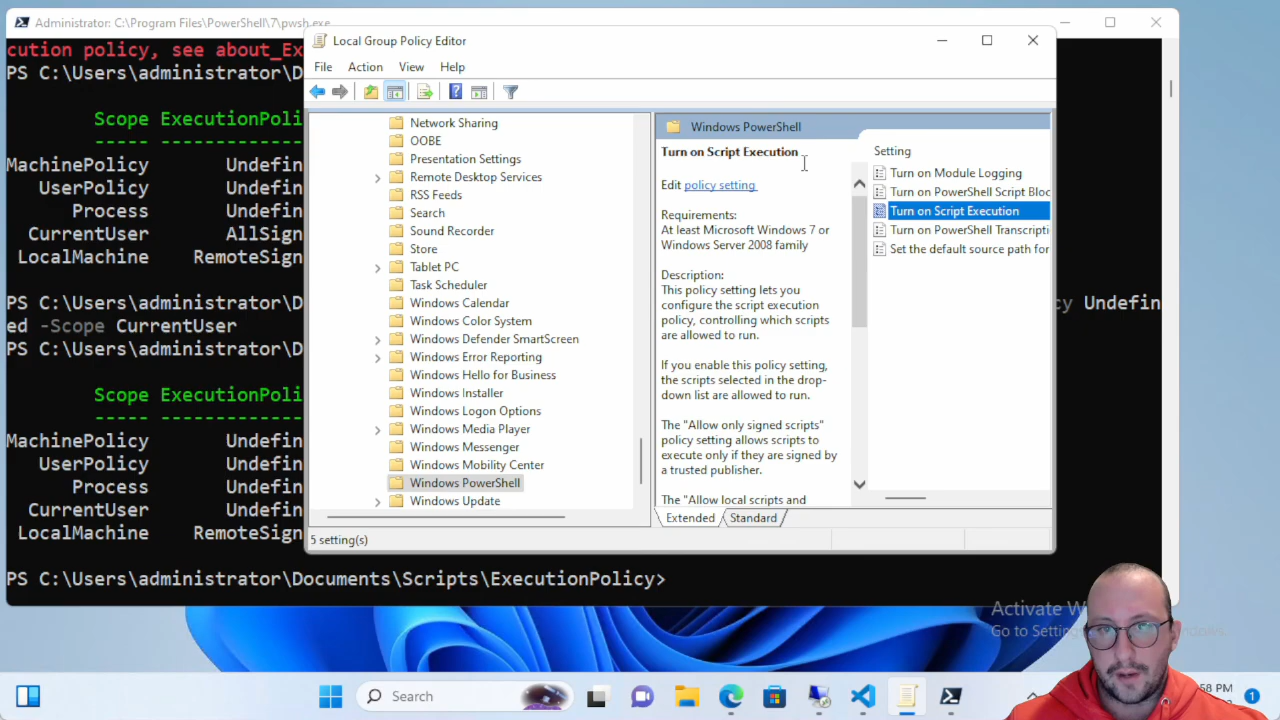 Administrator: C:\Program Files\PowerShell\7\pwsh.exe
cution policy, see about_Ex
PS C:\Users\administrator\D
Scope ExecutionPoli
----- -------------
MachinePolicy Undefin
UserPolicy Undefin
Process Undefin
CurrentUser AllSign
LocalMachine RemoteSign
PS C:\Users\administrator\D cy Undefin
ed -Scope CurrentUser
PS C:\Users\administrator\D
Scope ExecutionPoli
----- -------------
MachinePolicy Undefin
UserPolicy Undefin
Process Undefin
CurrentUser Undefin
LocalMachine RemoteSign
PS C:\Users\administrator\Documents\Scripts\ExecutionPolicy>
Local Group Policy Editor
File Action View Help
Network Sharing
OOBE
Presentation Settings
Remote Desktop Services
RSS Feeds
Search
Sound Recorder
Store
Tablet PC
Task Scheduler
Windows Calendar
Windows Color System
Windows Defender SmartScreen
Windows Error Reporting
Windows Hello for Business
Windows Installer
Windows Logon Options
Windows Media Player
Windows Messenger
Windows Mobility Center
Windows PowerShell
Windows Update
Windows PowerShell
Turn on Script Execution
Edit policy setting
Requirements:
At least Microsoft Windows 7 or
Windows Server 2008 family
Description:
This policy setting lets you
configure the script execution
policy, controlling which scripts
are allowed to run.
If you enable this policy setting,
the scripts selected in the drop-
down list are allowed to run.
The "Allow only signed scripts"
policy setting allows scripts to
execute only if they are signed by
a trusted publisher.
The "Allow local scripts and
Setting
Turn on Module Logging
Turn on PowerShell Script Bloc
Turn on Script Execution
Turn on PowerShell Transcripti
Set the default source path for
Extended Standard
5 setting(s)
Activate W
Go to Setting
Search
58 PM
1